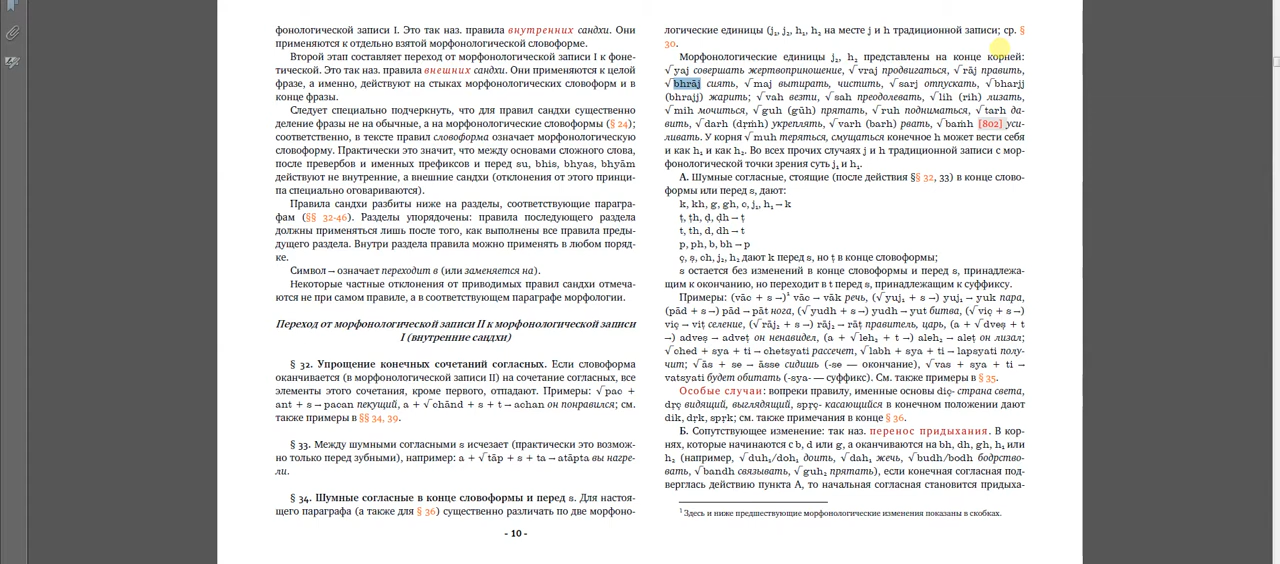 фонологической записи I. Это так наз. правила внутренних сандхи. Они
применяются к отдельно взятой морфонологической словоформе.
Второй этап составляет переход от морфонологической записи I к фоне-
тической. Это так наз. правила внешних сандхи. Они применяются к целой
фразе, а именно, действуют на стыках морфонологических словоформ и в
конце фразы.
Следует специально подчеркнуть, что для правил сандхи существенно
деление фразы не на обычные, а на морфонологические словоформы (§ 24);
соответственно, в тексте правил словоформа означает морфонологическую
словоформу. Практически это значит, что между основами сложного слова,
после превербов и именных префиксов и перед su, bhis, bhyas, bhyām
действуют не внутренние, а внешние сандхи (отклонения от этого принци-
па специально оговариваются).
Правила сандхи разбиты ниже на разделы, соответствующие парагра-
фам (§§ 32-46). Разделы упорядочены: правила последующего раздела
должны применяться лишь после того, как выполнены все правила преды-
дущего раздела. Внутри раздела правила можно применять в любом поряд-
ке.
Символ → означает переходит в (или заменяется на).
Некоторые частные отклонения от приводимых правил сандхи отмеча-
ются не при самом правиле, а в соответствующем параграфе морфологии.
Переход от морфонологической записи II к морфонологической записи
I (внутренние сандхи)
§ 32. Упрощение конечных сочетаний согласных. Если словоформа
оканчивается (в морфонологической записи II) на сочетание согласных, все
элементы этого сочетания, кроме первого, отпадают. Примеры: √pac +
ant + s → pacan пекущий, a + √chānd + s + t → achan он понравился; см.
также примеры в §§ 34, 39.
§ 33. Между шумными согласными s исчезает (практически это возмож-
но только перед зубными), например: a + √tāp + s + ta → atāpta вы нагре-
ли.
§ 34. Шумные согласные в конце словоформы и перед s. Для настоя-
щего параграфа (а также для § 36) существенно различать по две морфоно-
- 10 -
логические единицы (j₁, j₂, h₁, h₂ на месте j и h традиционной записи; ср. §
30.
Морфонологические единицы j₂, h₂ представлены на конце корней:
√yaj совершать жертвоприношение, √vraj продвигаться, √rāj править,
√bhrāj сиять, √maj вытирать, чистить, √sarj отпускать, √bharjj
(bhrajj) жарить; √vah везти, √sah преодолевать, √lih (rih) лизать,
√mih мочиться, √guh (gūh) прятать, √ruh подниматься, √tarh да-
вить, √darh (dṛṁh) укреплять, √varh (barh) рвать, √baṁh [802] уси-
ливать. У корня √muh теряться, смущаться конечное h может вести себя
и как h₁ и как h₂. Во всех прочих случаях j и h традиционной записи с мор-
фонологической точки зрения суть j₁ и h₁.
А. Шумные согласные, стоящие (после действия §§ 32, 33) в конце слово-
формы или перед s, дают:
k, kh, g, gh, c, j₁, h₁ → k
ṭ, ṭh, ḍ, ḍh → ṭ
t, th, d, dh → t
p, ph, b, bh → p
ç, ṣ, ch, j₂, h₂ дают k перед s, но ṭ в конце словоформы;
s остается без изменений в конце словоформы и перед s, принадлежа-
щим к окончанию, но переходит в t перед s, принадлежащим к суффиксу.
Примеры: (vāc + s →)¹ vāc → vāk речь, (√yuj₁ + s →) yuj₁ → yuk пара,
(pād + s →) pād → pāt нога, (√yudh + s →) yudh → yut битва, (√viç + s →)
viç → viṭ селение, (√rāj₂ + s →) rāj₂ → rāṭ правитель, царь, (a + √dveṣ + t
→) adveṣ → adveṭ он ненавидел, (a + √leh₂ + t →) aleh₂ → aleṭ он лизал;
√ched + sya + ti → chetsyati рассечет, √labh + sya + ti → lapsyati полу-
чит; √ās + se → āsse сидишь (-se — окончание), √vas + sya + ti →
vatsyati будет обитать (-sya- — суффикс). См. также примеры в § 35.
Особые случаи: вопреки правилу, именные основы diç- страна света,
dṛç видящий, выглядящий, spṛç- касающийся в конечном положении дают
dik, dṛk, spṛk; см. также примечания в конце § 36.
Б. Сопутствующее изменение: так наз. перенос придыхания. В кор-
нях, которые начинаются с b, d или g, а оканчиваются на bh, dh, gh, h₁ или
h₂ (например, √duh₁/doh₁ доить, √dah₁ жечь, √budh/bodh бодрство-
вать, √bandh связывать, √guh₂ прятать), если конечная согласная под-
верглась действию пункта А, то начальная согласная становится придыха-
¹ Здесь и ниже предшествующие морфонологические изменения показаны в скобках.